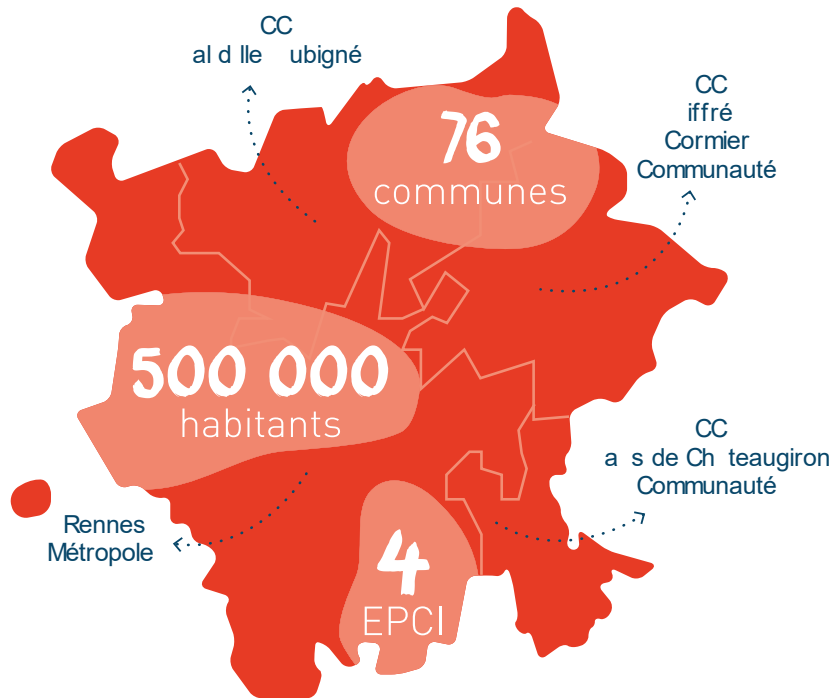 CC
al d lle ubigné
76
communes
CC
iffré
Cormier
Communauté
500 000
habitants
CC
a s de Ch teaugiron
Communauté
Rennes
Métropole
4
EPCI